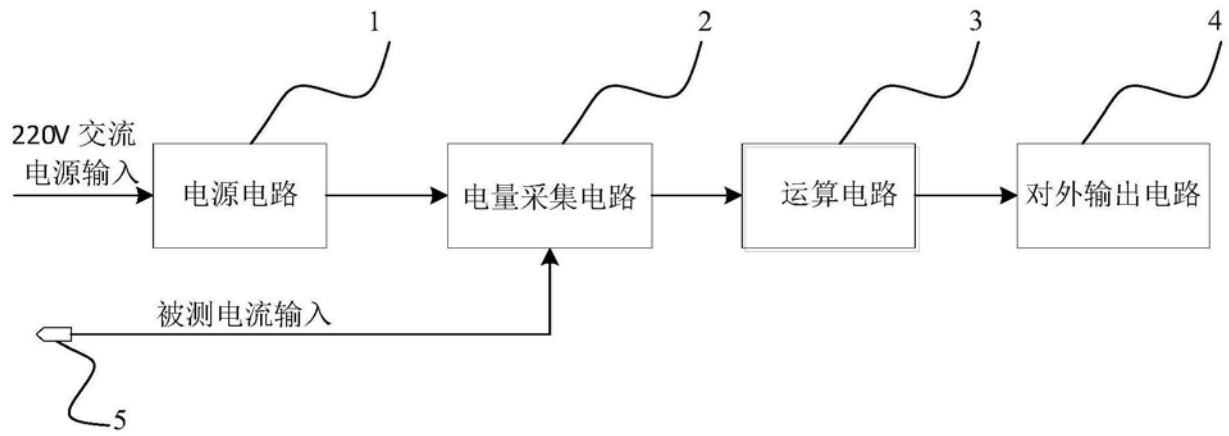 1
2
3
4
220V 交流
电源输入
电源电路
电量采集电路
运算电路
对外输出电路
被测电流输入
5